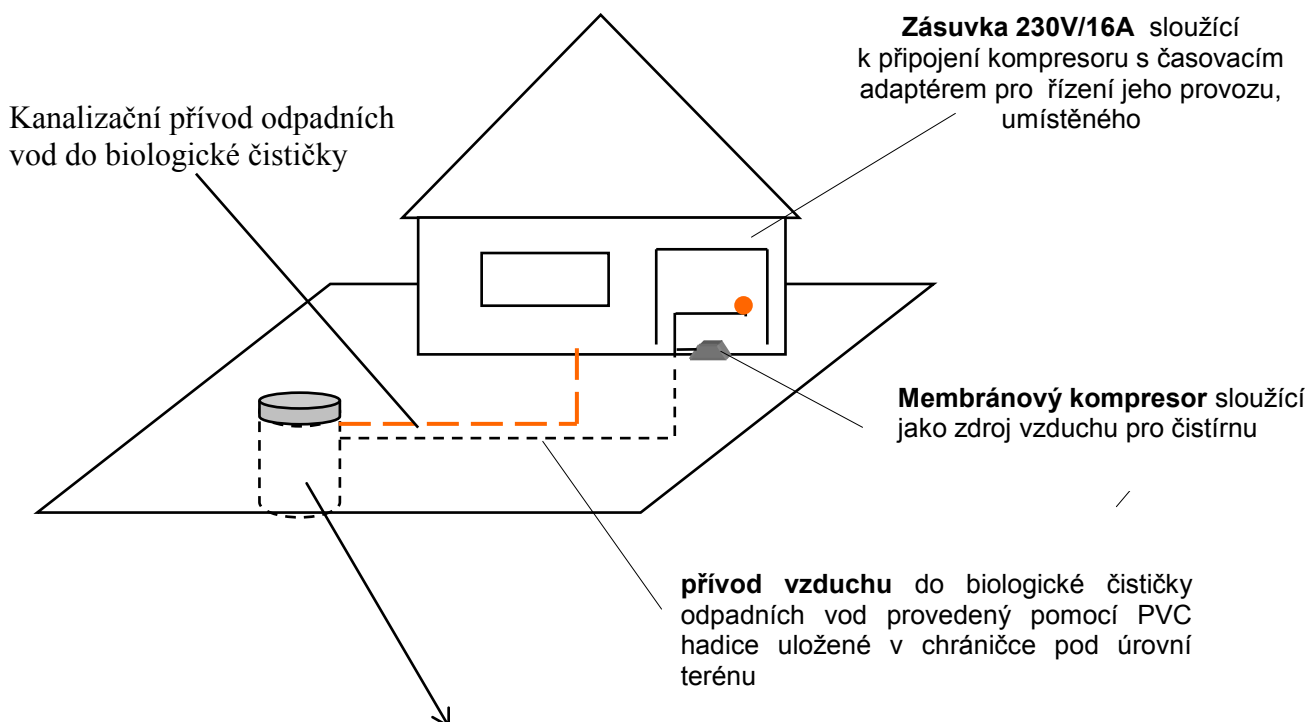 Zásuvka 230V/16A sloužící
k připojení kompresoru s časovacím
adaptérem pro řízení jeho provozu,
umístěného
Kanalizační přívod odpadních
vod do biologické čističky
Membránový kompresor sloužící
jako zdroj vzduchu pro čistírnu
přívod vzduchu do biologické čističky
odpadních vod provedený pomocí PVC
hadice uložené v chráničce pod úrovní
terénu